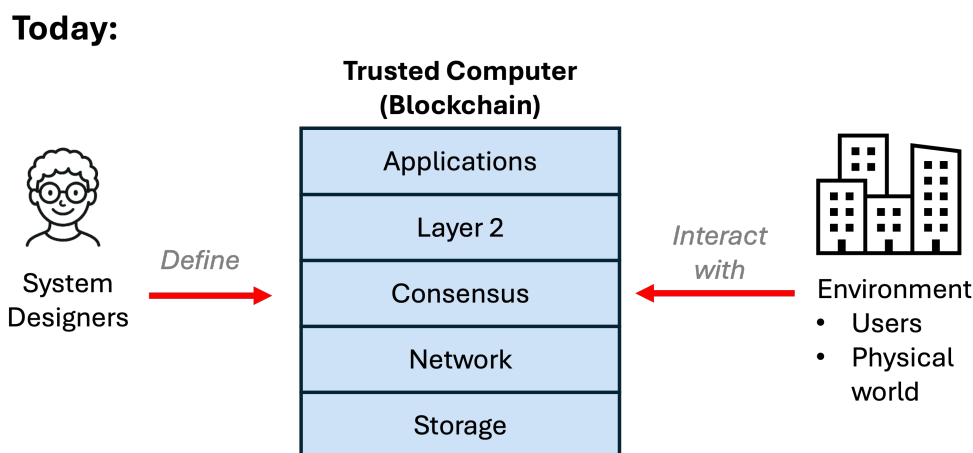 Today:
Trusted Computer
(Blockchain)
Applications
Layer 2
Consensus
Network
Storage
System
Designers
Define
Interact
with
Environment
• Users
• Physical
world